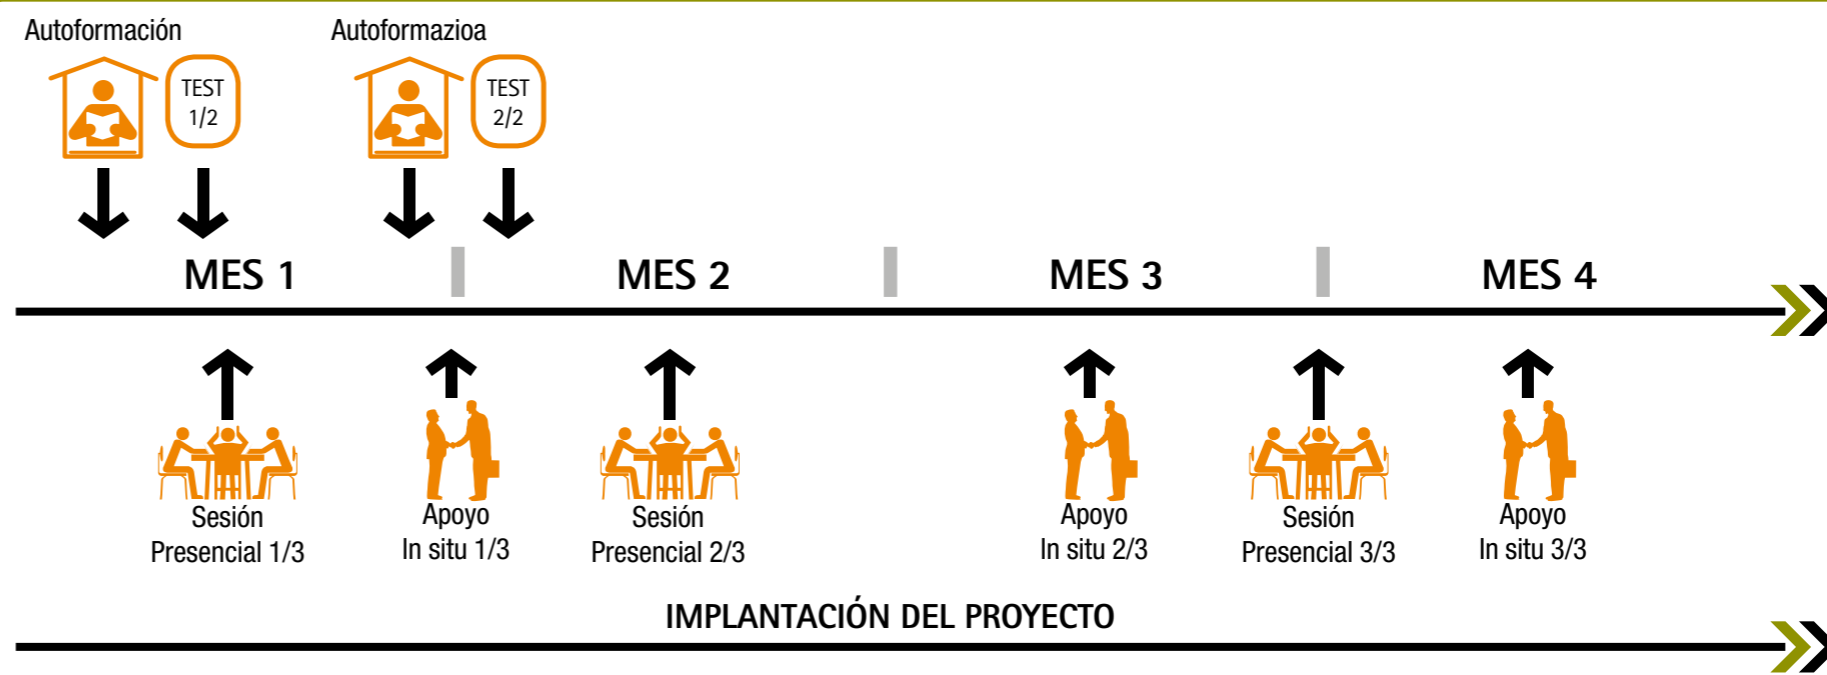 Autoformación
Autoformazioa
TEST
1/2
TEST
2/2
MES 1
MES 2
MES 3
MES 4
Sesión
Presencial 1/3
Apoyo
In situ 1/3
Sesión
Presencial 2/3
Apoyo
In situ 2/3
Sesión
Presencial 3/3
Apoyo
In situ 3/3
IMPLANTACIÓN DEL PROYECTO